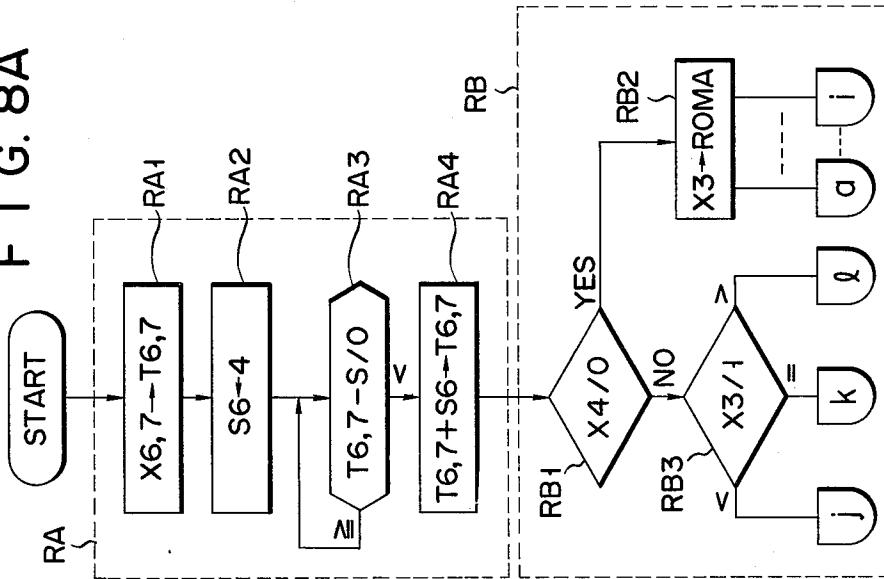 FIG. 8A
START
RA
X6,7→T6,7
RA1
S6→4
RA2
T6,7-S/0
RA3
≧
<
T6,7+S6→T6,7
RA4
RB
X4/0
RB1
YES
NO
X3→ROMA
RB2
X3/1
RB3
<
=
>
j
k
ℓ
a
i